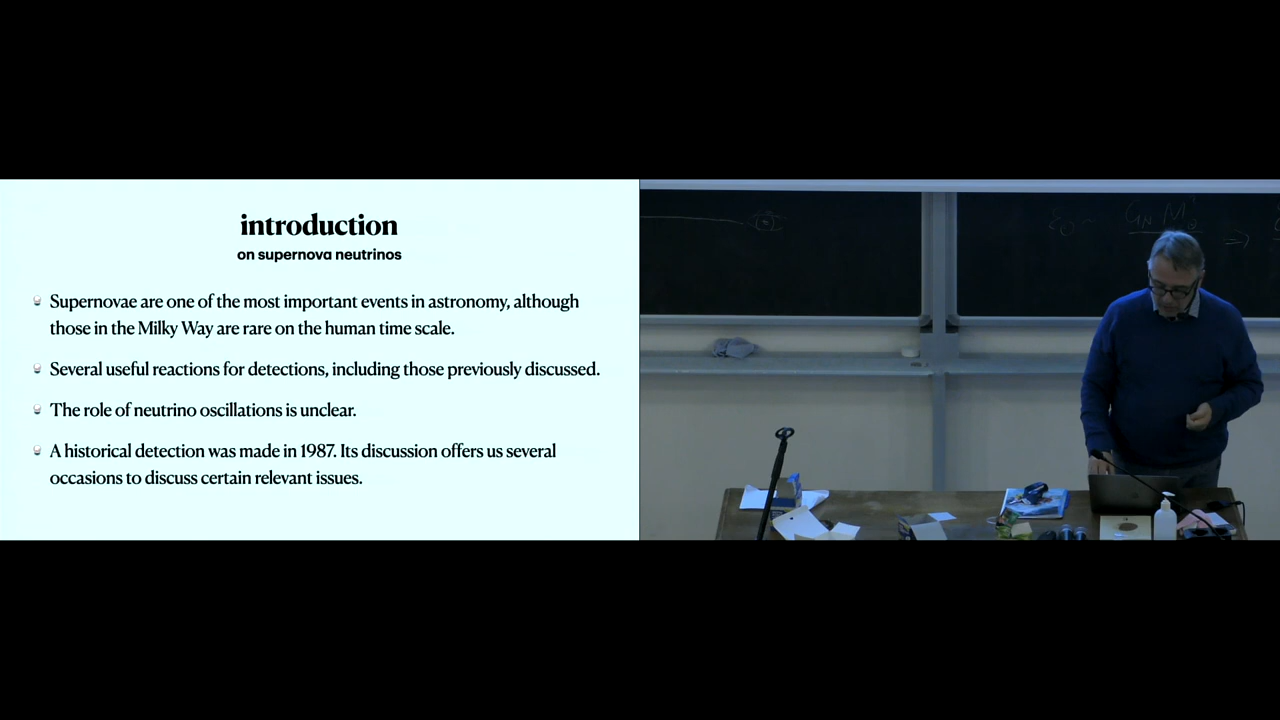 introduction
on supernova neutrinos
Supernovae are one of the most important events in astronomy, although
those in the Milky Way are rare on the human time scale.
Several useful reactions for detections, including those previously discussed.
The role of neutrino oscillations is unclear.
A historical detection was made in 1987. Its discussion offers us several
occasions to discuss certain relevant issues.